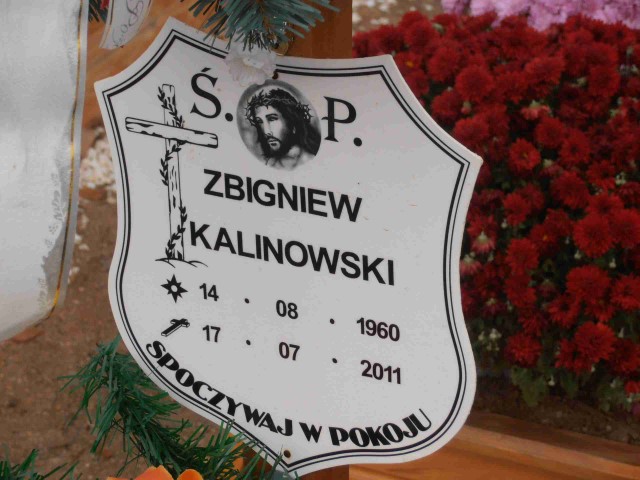 Ś. P.
ZBIGNIEW
KALINOWSKI
14 · 08 · 1960
17 · 07 · 2011
SPOCZYWAJ W POKOJU